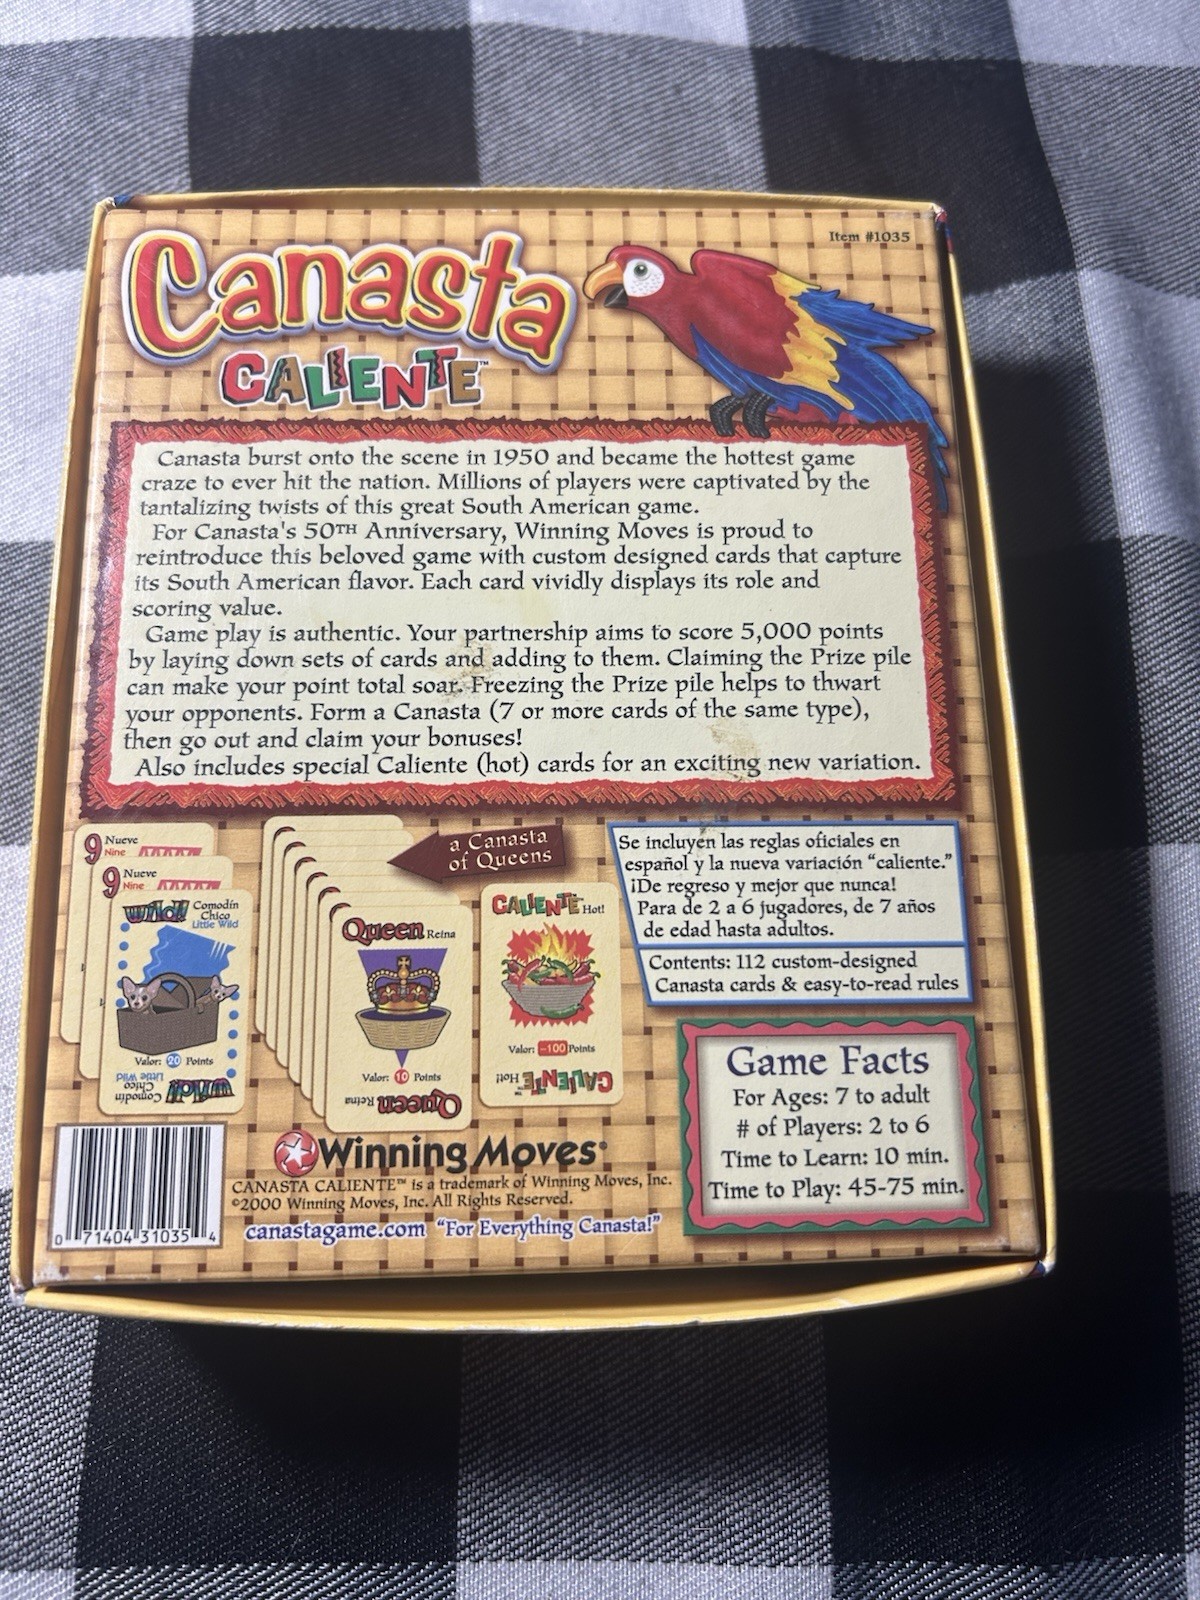 Item #1035
Canasta
CALIENTE™
Canasta burst onto the scene in 1950 and became the hottest game
craze to ever hit the nation. Millions of players were captivated by the
tantalizing twists of this great South American game.
For Canasta's 50TH Anniversary, Winning Moves is proud to
reintroduce this beloved game with custom designed cards that capture
its South American flavor. Each card vividly displays its role and
scoring value.
Game play is authentic. Your partnership aims to score 5,000 points
by laying down sets of cards and adding to them. Claiming the Prize pile
can make your point total soar. Freezing the Prize pile helps to thwart
your opponents. Form a Canasta (7 or more cards of the same type),
then go out and claim your bonuses!
Also includes special Caliente (hot) cards for an exciting new variation.
9 Nueve
Nine
9 Nueve
Nine
Wild!
Comodín
Chico
Little Wild
Valor: 20 Points
Wild!
Comodín
Chico
Little Wild
a Canasta
of Queens
Queen Reina
Valor: 10 Points
Queen Reina
CALIENTE Hot!
Valor: -100 Points
CALIENTE™ Hot!
Se incluyen las reglas oficiales en
español y la nueva variación “caliente.”
¡De regreso y mejor que nunca!
Para de 2 a 6 jugadores, de 7 años
de edad hasta adultos.
Contents: 112 custom-designed
Canasta cards & easy-to-read rules
Game Facts
For Ages: 7 to adult
# of Players: 2 to 6
Time to Learn: 10 min.
Time to Play: 45-75 min.
0 71404 31035 4
Winning Moves®
CANASTA CALIENTE™ is a trademark of Winning Moves, Inc.
©2000 Winning Moves, Inc. All Rights Reserved.
canastagame.com “For Everything Canasta!”